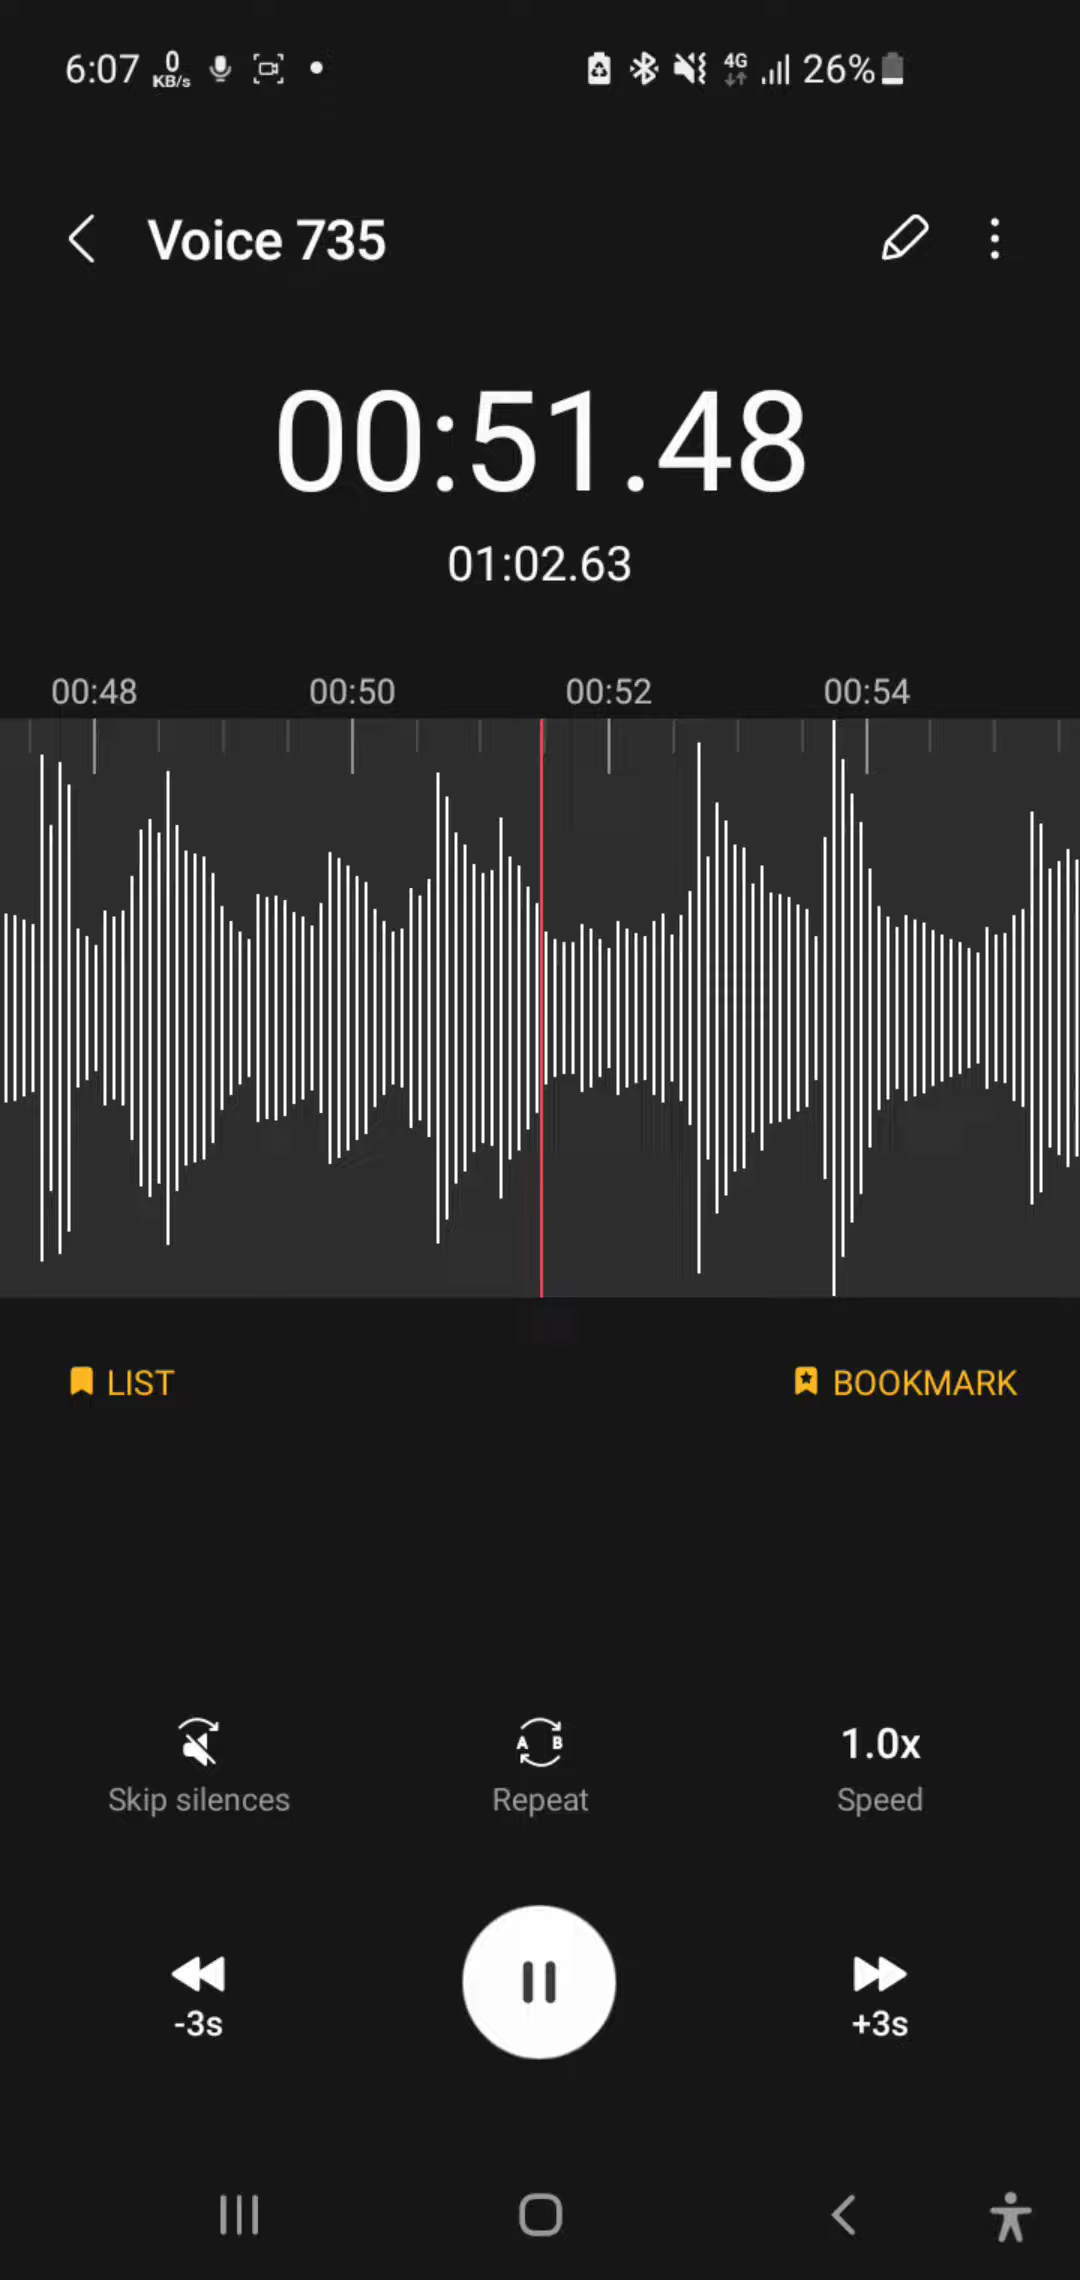 6:07 0 KB/s 4G 26%
Voice 735
00:51.48
01:02.63
00:48 00:50 00:52 00:54
LIST BOOKMARK
A B 1.0x
Skip silences Repeat Speed
-3s +3s